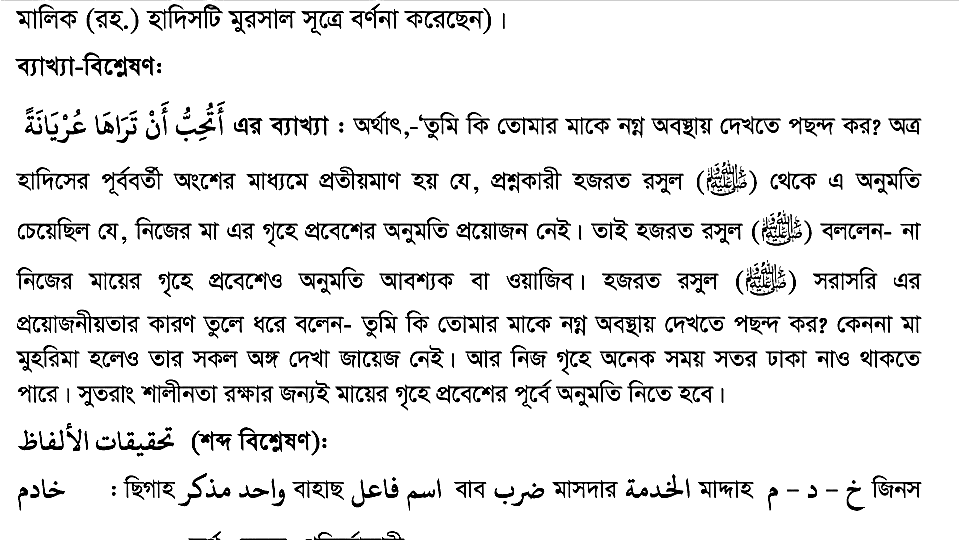 মালিক (রহ.) হাদিসটি মুরসাল সূত্রে বর্ণনা করেছেন)।
ব্যাখ্যা-বিশ্লেষণ:
أَتُحِبُّ أَنْ تَرَاهَا عُرْيَانَةً এর ব্যাখ্যা : অর্থাৎ,-‘তুমি কি তোমার মাকে নগ্ন অবস্থায় দেখতে পছন্দ কর? অত্র
হাদিসের পূর্ববর্তী অংশের মাধ্যমে প্রতীয়মাণ হয় যে, প্রশ্নকারী হজরত রসুল (ﷺ) থেকে এ অনুমতি
চেয়েছিল যে, নিজের মা এর গৃহে প্রবেশের অনুমতি প্রয়োজন নেই। তাই হজরত রসুল (ﷺ) বললেন- না
নিজের মায়ের গৃহে প্রবেশেও অনুমতি আবশ্যক বা ওয়াজিব। হজরত রসুল (ﷺ) সরাসরি এর
প্রয়োজনীয়তার কারণ তুলে ধরে বলেন- তুমি কি তোমার মাকে নগ্ন অবস্থায় দেখতে পছন্দ কর? কেননা মা
মুহরিমা হলেও তার সকল অঙ্গ দেখা জায়েজ নেই। আর নিজ গৃহে অনেক সময় সতর ঢাকা নাও থাকতে
পারে। সুতরাং শালীনতা রক্ষার জন্যই মায়ের গৃহে প্রবেশের পূর্বে অনুমতি নিতে হবে।
تحقيقات الألفاظ (শব্দ বিশ্লেষণ):
خادم : ছিগাহ واحد مذكر বাহাছ اسم فاعل বাব ضرب মাসদার الخدمة মাদ্দাহ خ – د – م জিনস